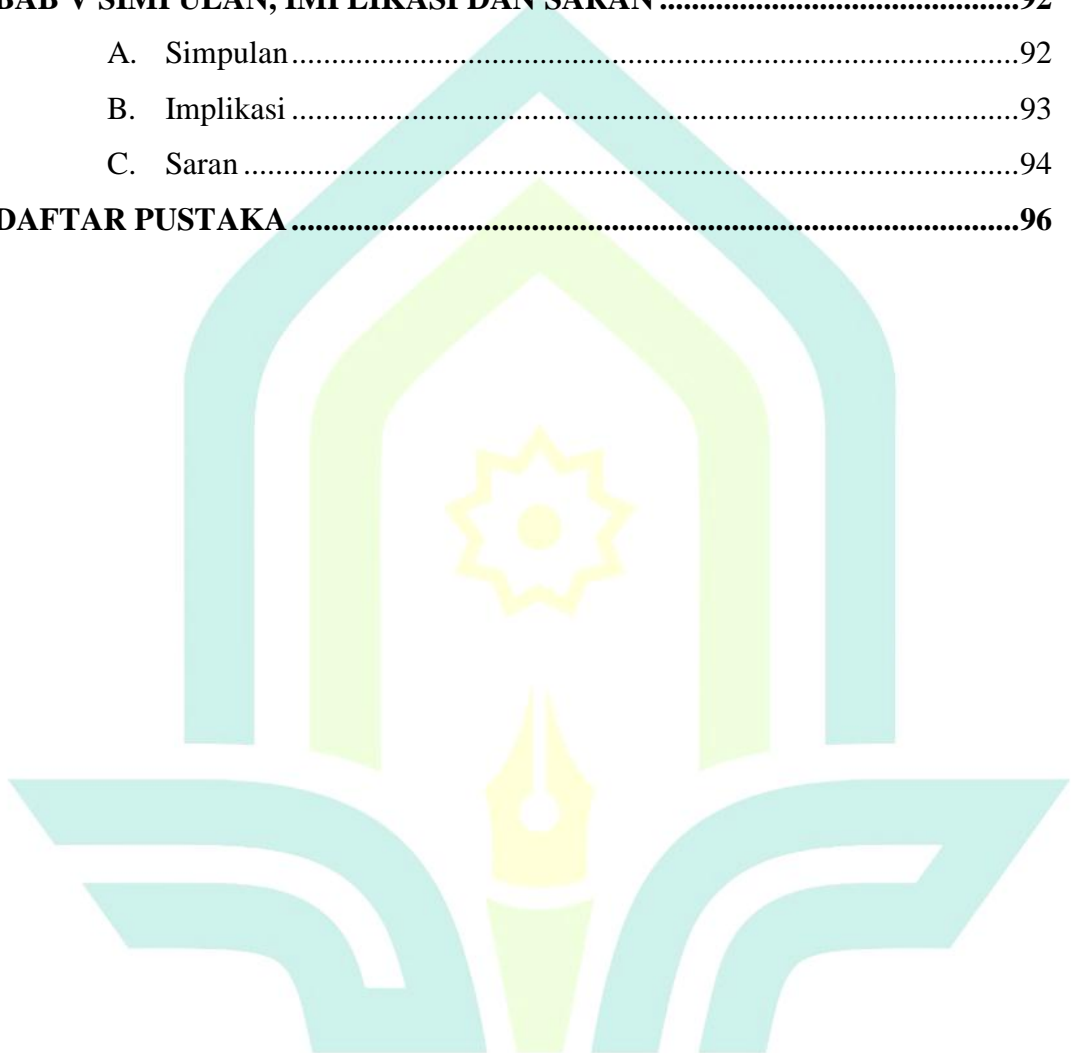 BAB V SIMPULAN, IMPLIKASI DAN SARAN ........................................ 92
A. Simpulan ........................................................................................ 92
B. Implikasi ........................................................................................ 93
C. Saran .............................................................................................. 94
DAFTAR PUSTAKA ........................................................................................ 96